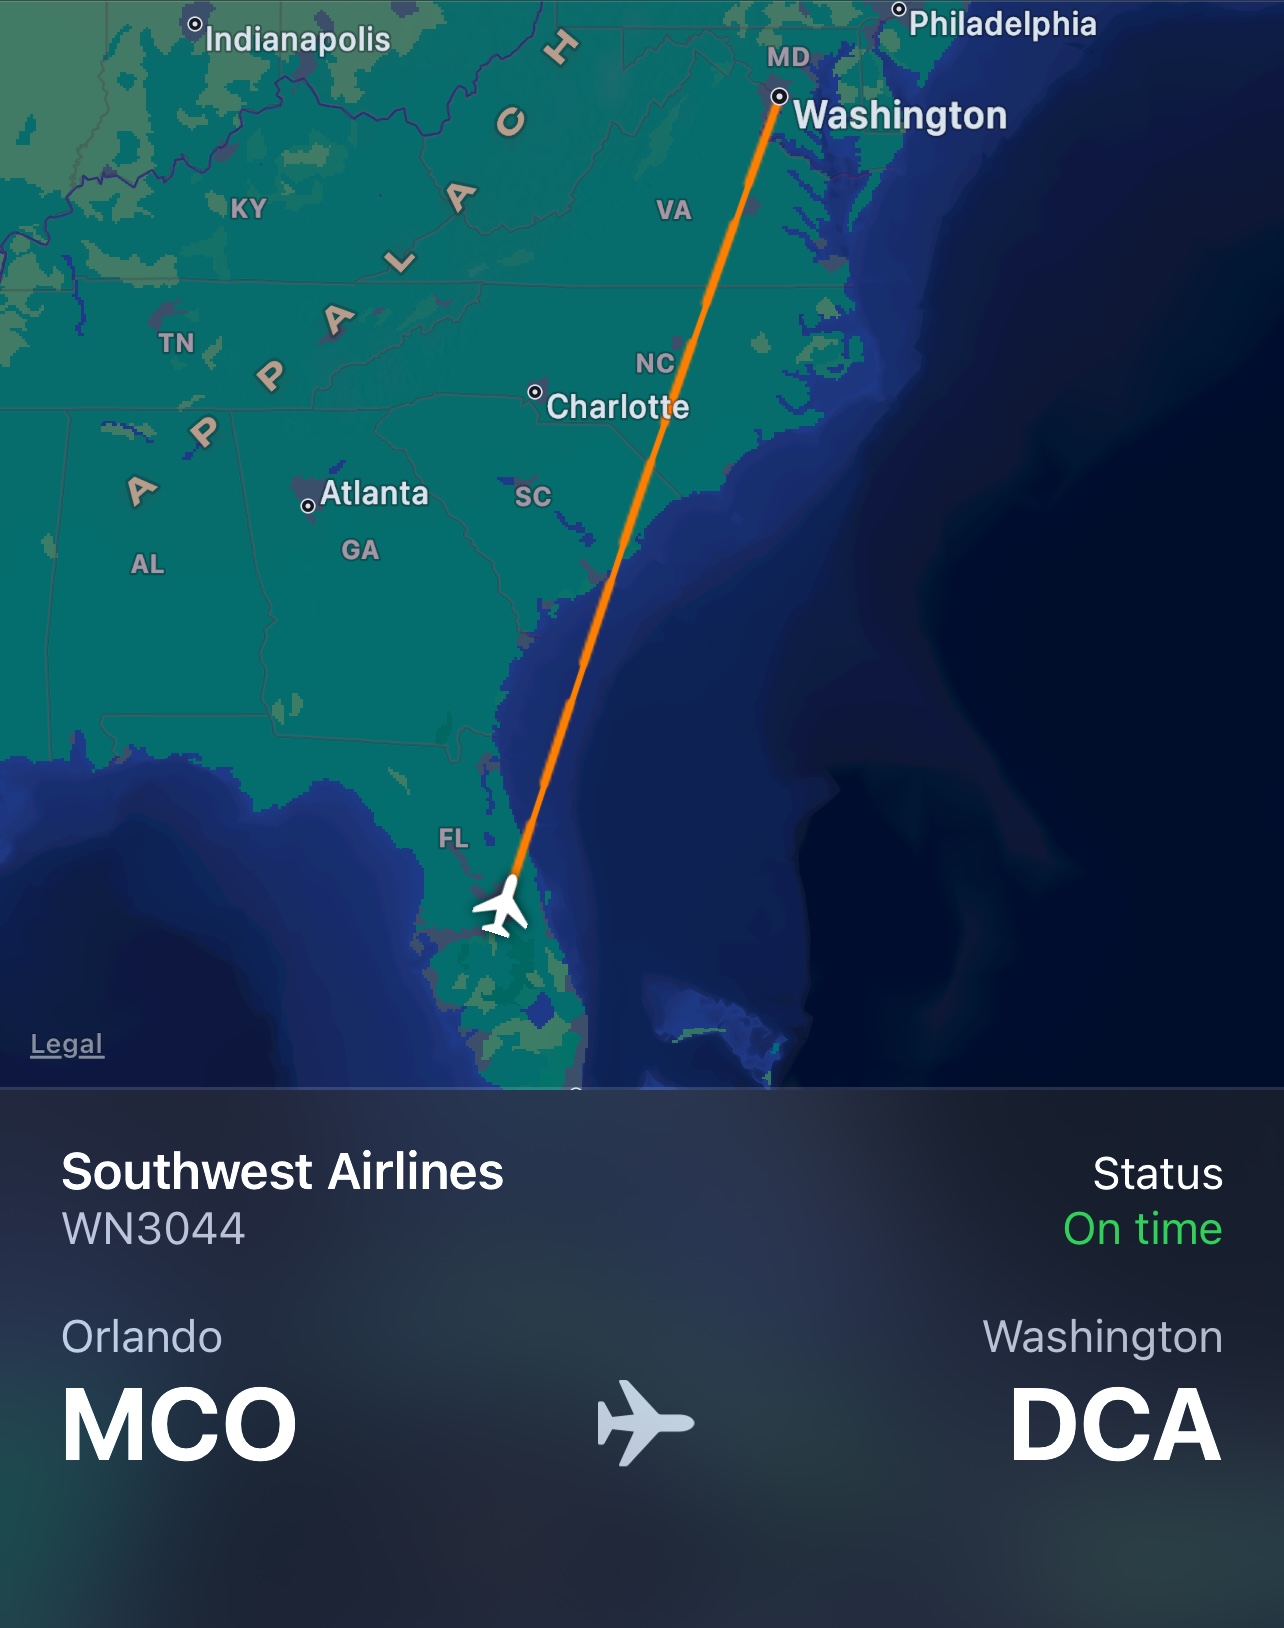 Indianapolis
Philadelphia
MD
Washington
KY
VA
TN
NC
Charlotte
APPALACH
Atlanta
SC
GA
AL
FL
Legal
Southwest Airlines
Status
WN3044
On time
Orlando
Washington
MCO
DCA